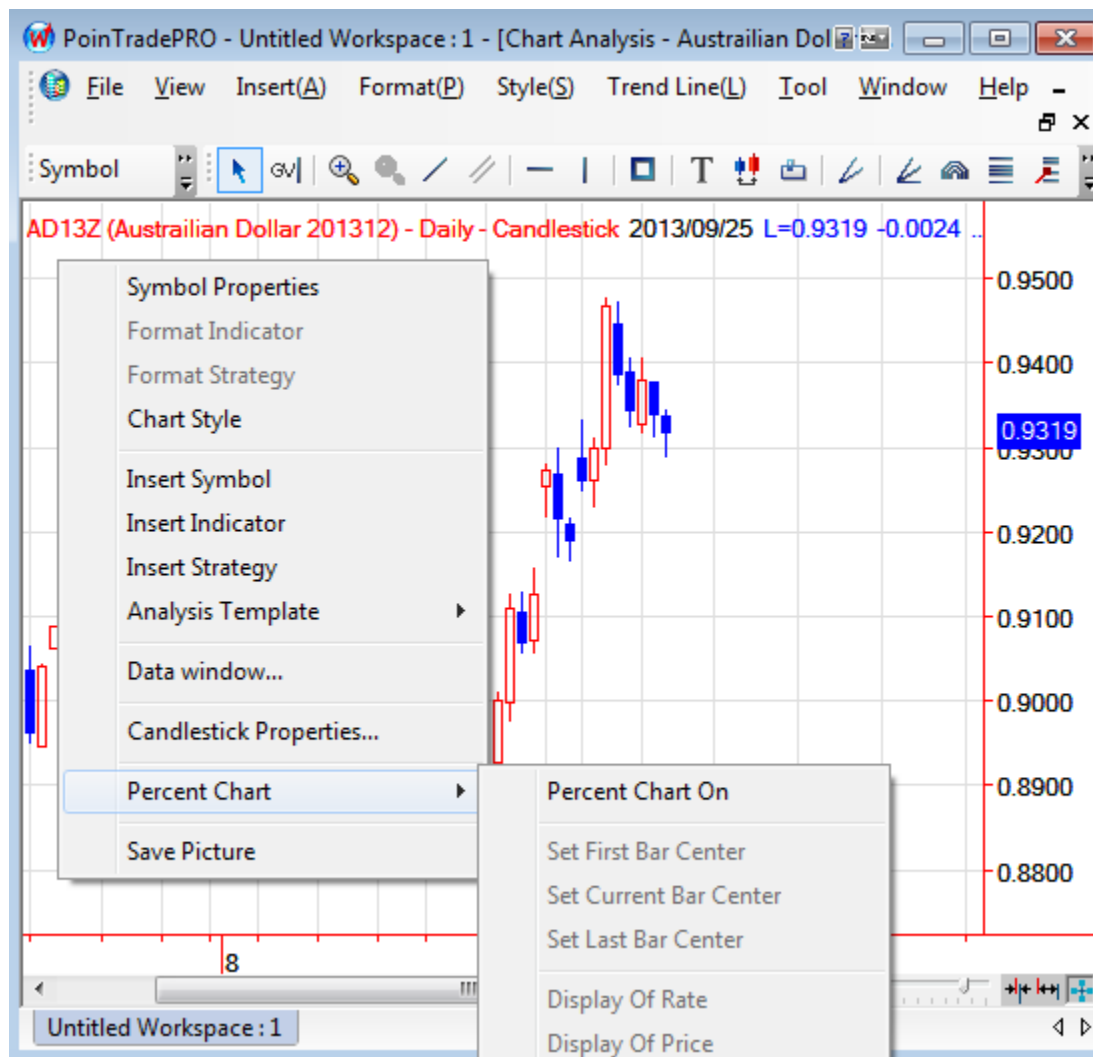 PoinTradePRO - Untitled Workspace : 1 - [Chart Analysis - Austrailian Dol
File View Insert(A) Format(P) Style(S) Trend Line(L) Tool Window Help
Symbol
T
AD13Z (Austrailian Dollar 201312) - Daily - Candlestick 2013/09/25 L=0.9319 -0.0024 ..
0.9500
0.9400
0.9319
0.9300
0.9200
0.9100
0.9000
0.8900
0.8800
Symbol Properties
Format Indicator
Format Strategy
Chart Style
Insert Symbol
Insert Indicator
Insert Strategy
Analysis Template
Data window...
Candlestick Properties...
Percent Chart
Save Picture
Percent Chart On
Set First Bar Center
Set Current Bar Center
Set Last Bar Center
Display Of Rate
Display Of Price
8
Untitled Workspace : 1